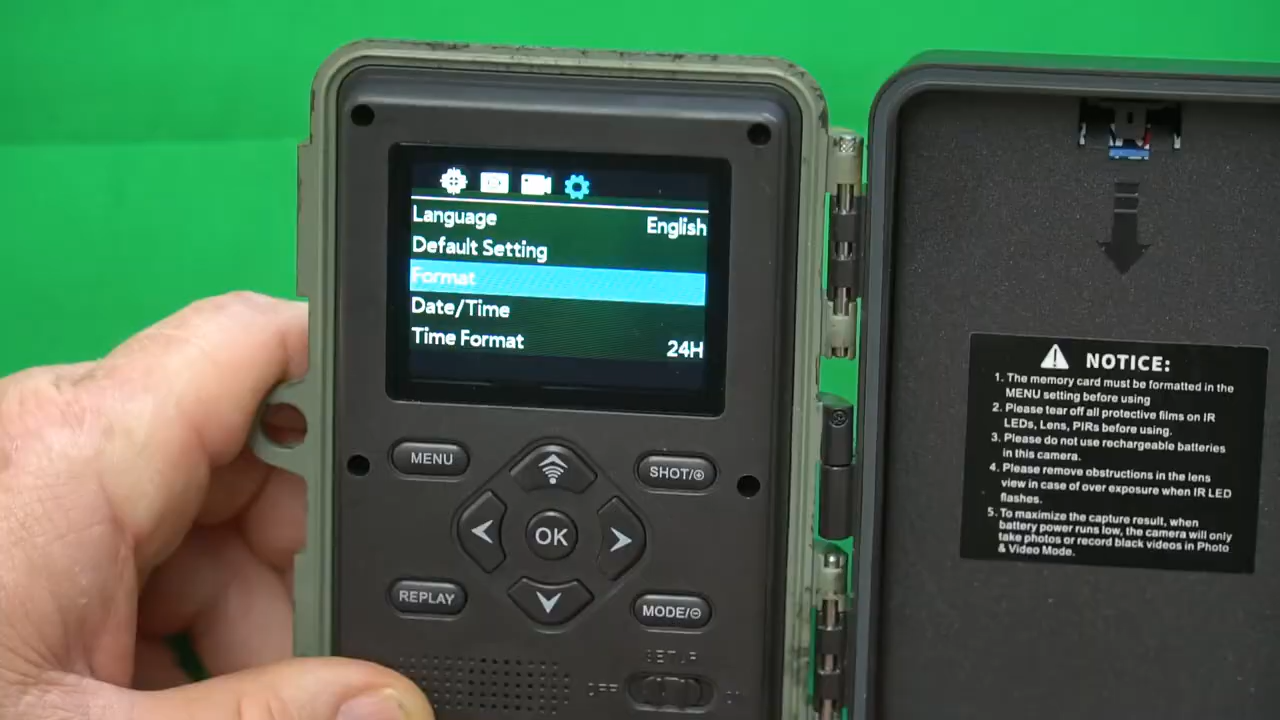 Language English
Default Setting
Format
Date/Time
Time Format 24H
MENU
SHOT/⊕
OK
REPLAY
MODE/⊖
SETUP
OFF
NOTICE:
1. The memory card must be formatted in the
MENU setting before using
2. Please tear off all protective films on IR
LEDs, Lens, PIRs before using.
3. Please do not use rechargeable batteries
in this camera.
4. Please remove obstructions in the lens
view in case of over exposure when IR LED
flashes.
5. To maximize the capture result, when
battery power runs low, the camera will only
take photos or record black videos in Photo
& Video Mode.